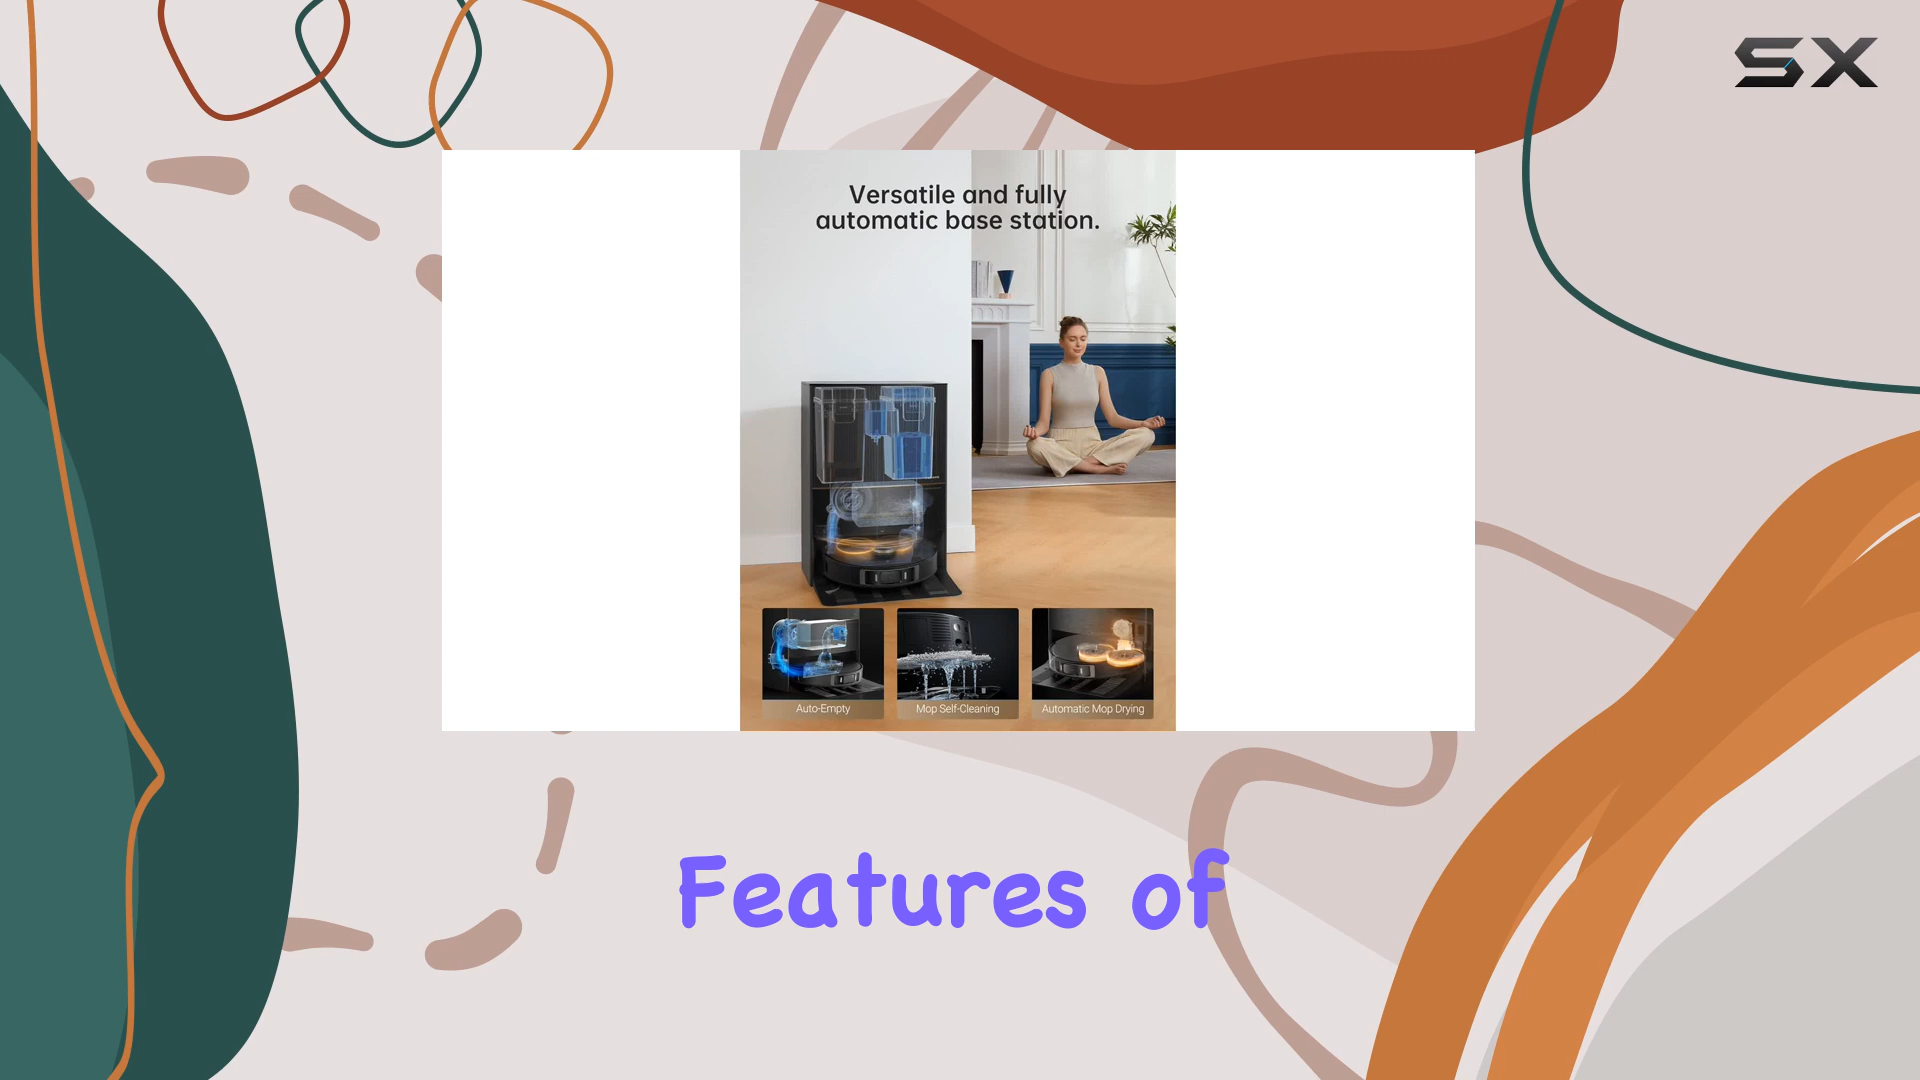 SX
Versatile and fully
automatic base station.
Auto-Empty
Mop Self-Cleaning
Automatic Mop Drying
Features of